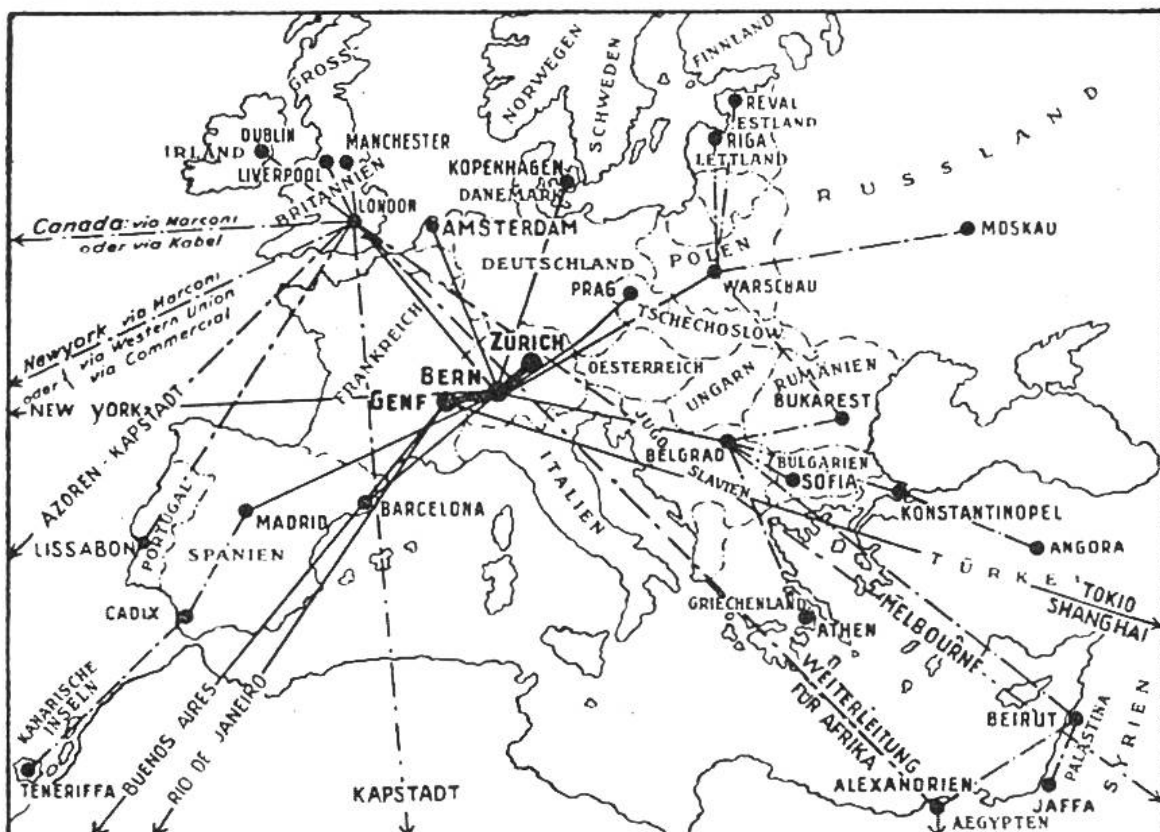 NORWEGEN
SCHWEDEN
FINNLAND
GROSS-
BRITANNIEN
REVAL
ESTLAND
RIGA
LETTLAND
RUSSLAND
DUBLIN
IRLAND
MANCHESTER
LIVERPOOL
KOPENHAGEN
DÄNEMARK
LONDON
AMSTERDAM
MOSKAU
Canada: via Marconi
oder via Kabel
DEUTSCHLAND
POLEN
WARSCHAU
PRAG
TSCHECHOSLOW.
Newyork via Marconi
oder via Western Union
via Commercial
FRANKREICH
ZÜRICH
BERN
GENF
OESTERREICH
UNGARN
RUMÄNIEN
BUKAREST
NEW YORK
AZOREN - KAPSTADT
JUGO
SLAVIEN
BELGRAD
BULGARIEN
SOFIA
ITALIEN
KONSTANTINOPEL
ANGORA
MADRID
BARCELONA
LISSABON
PORTUGAL
SPANIEN
TÜRKEI
TOKIO
SHANGHAI
CADIX
GRIECHENLAND
ATHEN
MELBOURNE
WEITERLEITUNG
FÜR AFRIKA
KANARISCHE
INSELN
TENERIFFA
BUENOS AIRES
RIO DE JANEIRO
KAPSTADT
BEIRUT
PALÄSTINA
SYRIEN
ALEXANDRIEN
JAFFA
AEGYPTEN